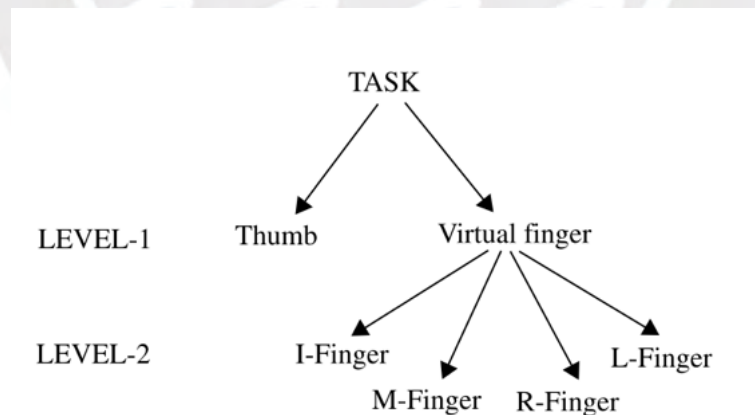 TASK
LEVEL-1 Thumb Virtual finger
LEVEL-2 I-Finger L-Finger
M-Finger R-Finger